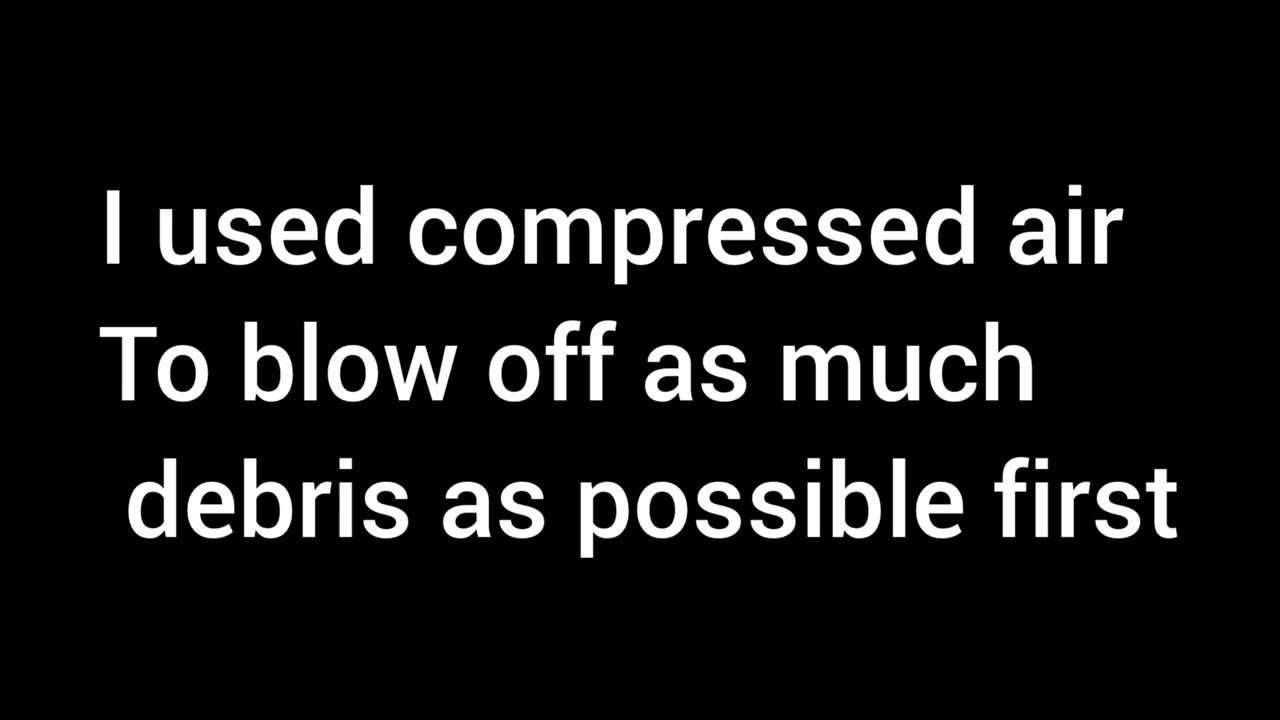 I used compressed air
To blow off as much
debris as possible first